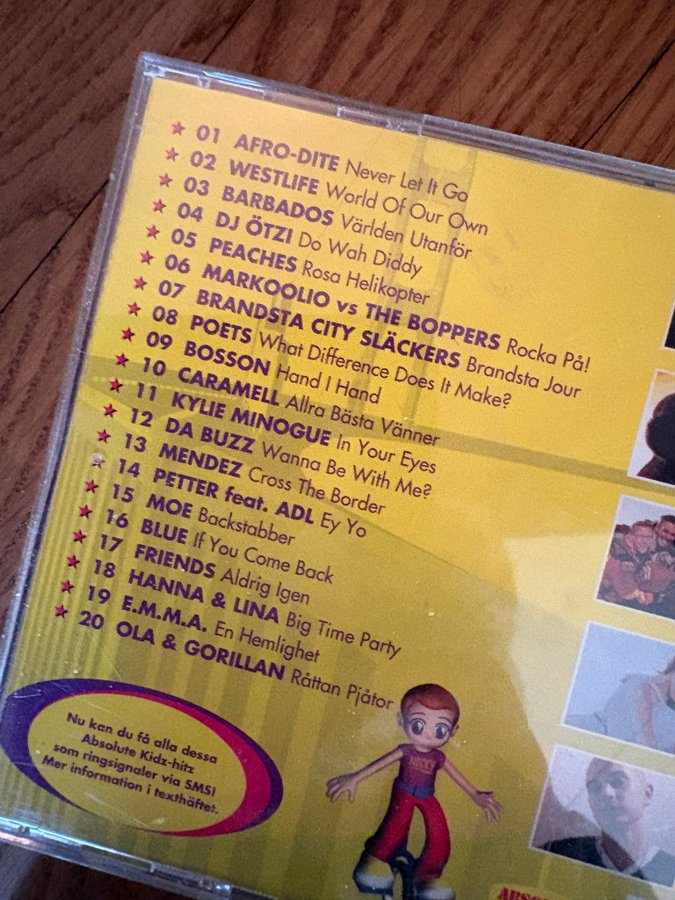 01 AFRO-DITE Never Let It Go
02 WESTLIFE World Of Our Own
03 BARBADOS Världen Utanför
04 DJ ÖTZI Do Wah Diddy
05 PEACHES Rosa Helikopter
06 MARKOOLIO vs THE BOPPERS Rocka På!
07 BRANDSTA CITY SLÄCKERS Brandsta Jour
08 POETS What Difference Does It Make?
09 BOSSON Hand I Hand
10 CARAMELL Allra Bästa Vänner
11 KYLIE MINOGUE In Your Eyes
12 DA BUZZ Wanna Be With Me?
13 MENDEZ Cross The Border
14 PETTER feat. ADL Ey Yo
15 MOE Backstabber
16 BLUE If You Come Back
17 FRIENDS Aldrig Igen
18 HANNA & LINA Big Time Party
19 E.M.M.A. En Hemlighet
20 OLA & GORILLAN Råttan Pjåtor
Nu kan du få alla dessa
Absolute Kidz-hitz
som ringsignaler via SMS!
Mer information i texthäftet.